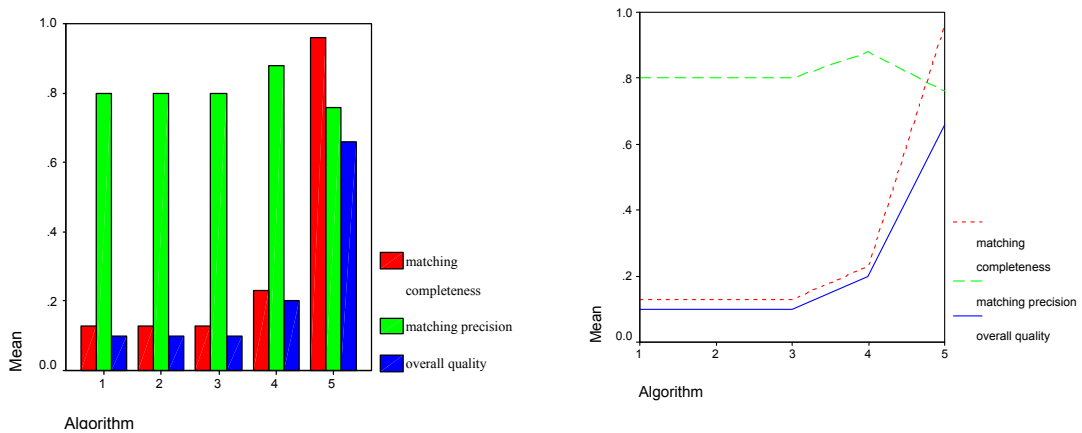 1.0
.8
.6
.4
.2
0.0
Mean
1 2 3 4 5
Algorithm
matching
completeness
matching precision
overall quality
1.0
.8
.6
.4
.2
0.0
Mean
1 2 3 4 5
Algorithm
matching
completeness
matching precision
overall quality